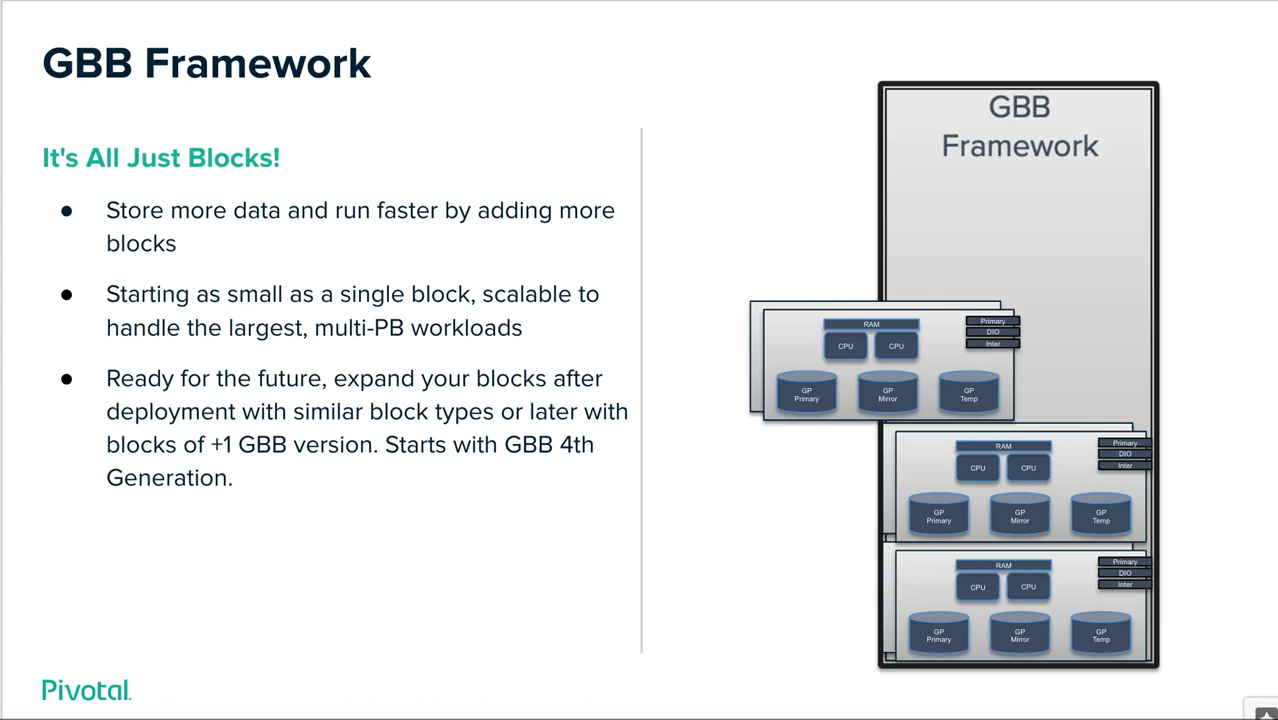 GBB Framework
It's All Just Blocks!
● Store more data and run faster by adding more
blocks
● Starting as small as a single block, scalable to
handle the largest, multi-PB workloads
● Ready for the future, expand your blocks after
deployment with similar block types or later with
blocks of +1 GBB version. Starts with GBB 4th
Generation.
Pivotal
GBB
Framework
RAM
CPU
CPU
Primary
DIO
Inter
GP
Primary
GP
Mirror
GP
Temp
RAM
CPU
CPU
Primary
DIO
Inter
GP
Primary
GP
Mirror
GP
Temp
RAM
CPU
CPU
Primary
DIO
Inter
GP
Primary
GP
Mirror
GP
Temp